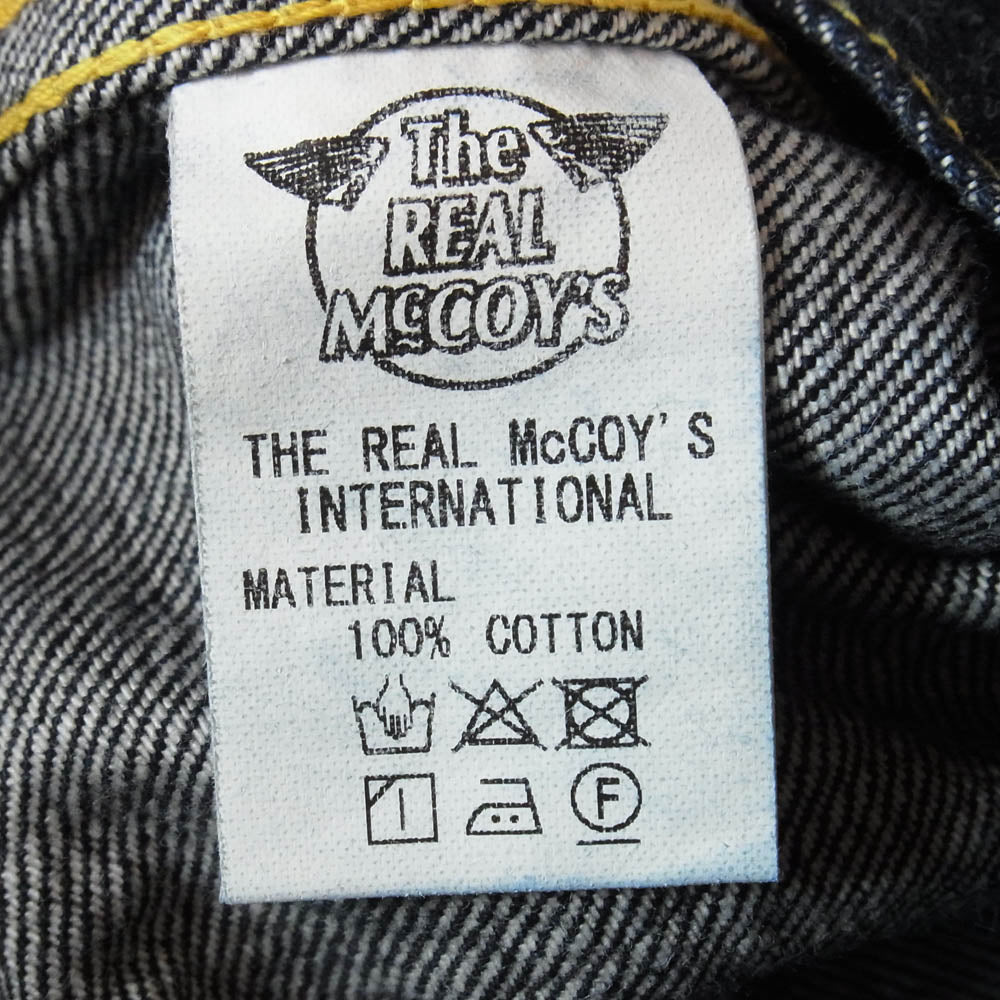 The
REAL
McCOY'S
THE REAL McCOY'S
INTERNATIONAL
MATERIAL
100% COTTON
F